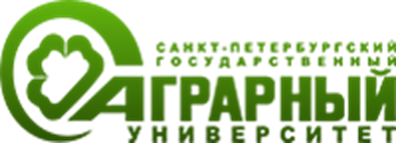 САНКТ-ПЕТЕРБУРГСКИЙ
ГОСУДАРСТВЕННЫЙ
АГРАРНЫЙ
УНИВЕРСИТЕТ